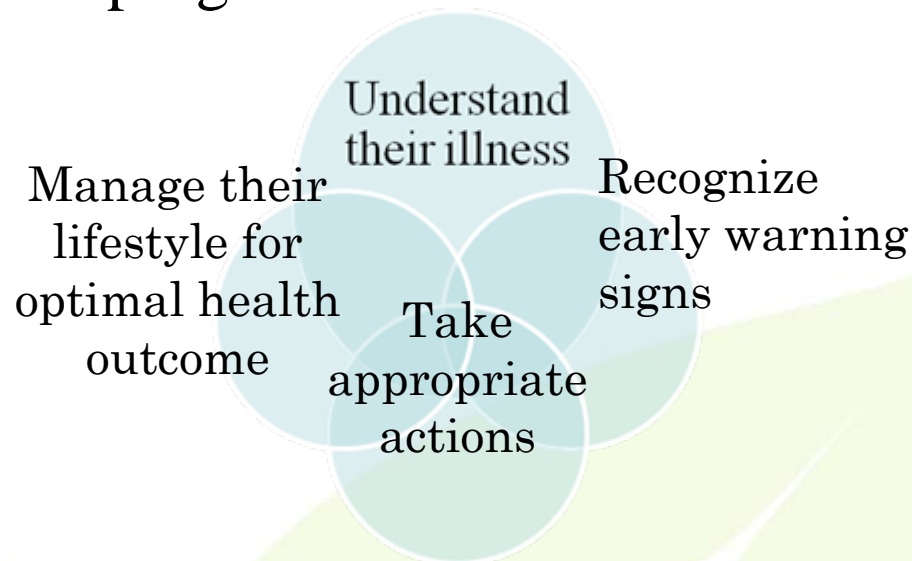 Understand
their illness
Manage their
lifestyle for
optimal health
outcome
Recognize
early warning
signs
Take
appropriate
actions